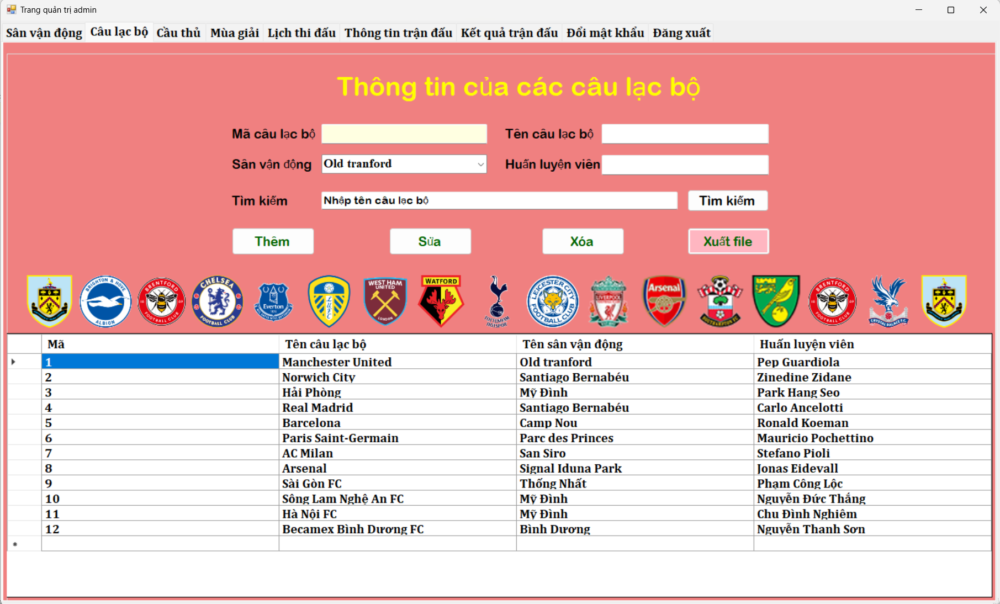 Trang quản trị admin
Sân vận động Câu lạc bộ Cầu thủ Mùa giải Lịch thi đấu Thông tin trận đấu Kết quả trận đấu Đổi mật khẩu Đăng xuất
Thông tin của các câu lạc bộ
Mã câu lạc bộ Tên câu lạc bộ
Sân vận động Old tranford Huấn luyện viên
Tìm kiếm Nhập tên câu lạc bộ Tìm kiếm
Thêm Sửa Xóa Xuất file
BRIGHTON & HOVE ALBION
BRENTFORD FOOTBALL CLUB
CHELSEA FOOTBALL CLUB
Everton
LUFC
WEST HAM UNITED LONDON
WATFORD
TOTTENHAM HOTSPUR
LEICESTER CITY FOOTBALL CLUB
LIVERPOOL
Arsenal
SOUTHAMPTON FC
BRENTFORD FOOTBALL CLUB
CRYSTAL PALACE F.C.
Mã Tên câu lạc bộ Tên sân vận động Huấn luyện viên
1 Manchester United Old tranford Pep Guardiola
2 Norwich City Santiago Bernabéu Zinedine Zidane
3 Hải Phòng Mỹ Đình Park Hang Seo
4 Real Madrid Santiago Bernabéu Carlo Ancelotti
5 Barcelona Camp Nou Ronald Koeman
6 Paris Saint-Germain Parc des Princes Mauricio Pochettino
7 AC Milan San Siro Stefano Pioli
8 Arsenal Signal Iduna Park Jonas Eidevall
9 Sài Gòn FC Thống Nhất Phạm Công Lộc
10 Sông Lam Nghệ An FC Mỹ Đình Nguyễn Đức Thắng
11 Hà Nội FC Mỹ Đình Chu Đình Nghiêm
12 Becamex Bình Dương FC Bình Dương Nguyễn Thanh Sơn